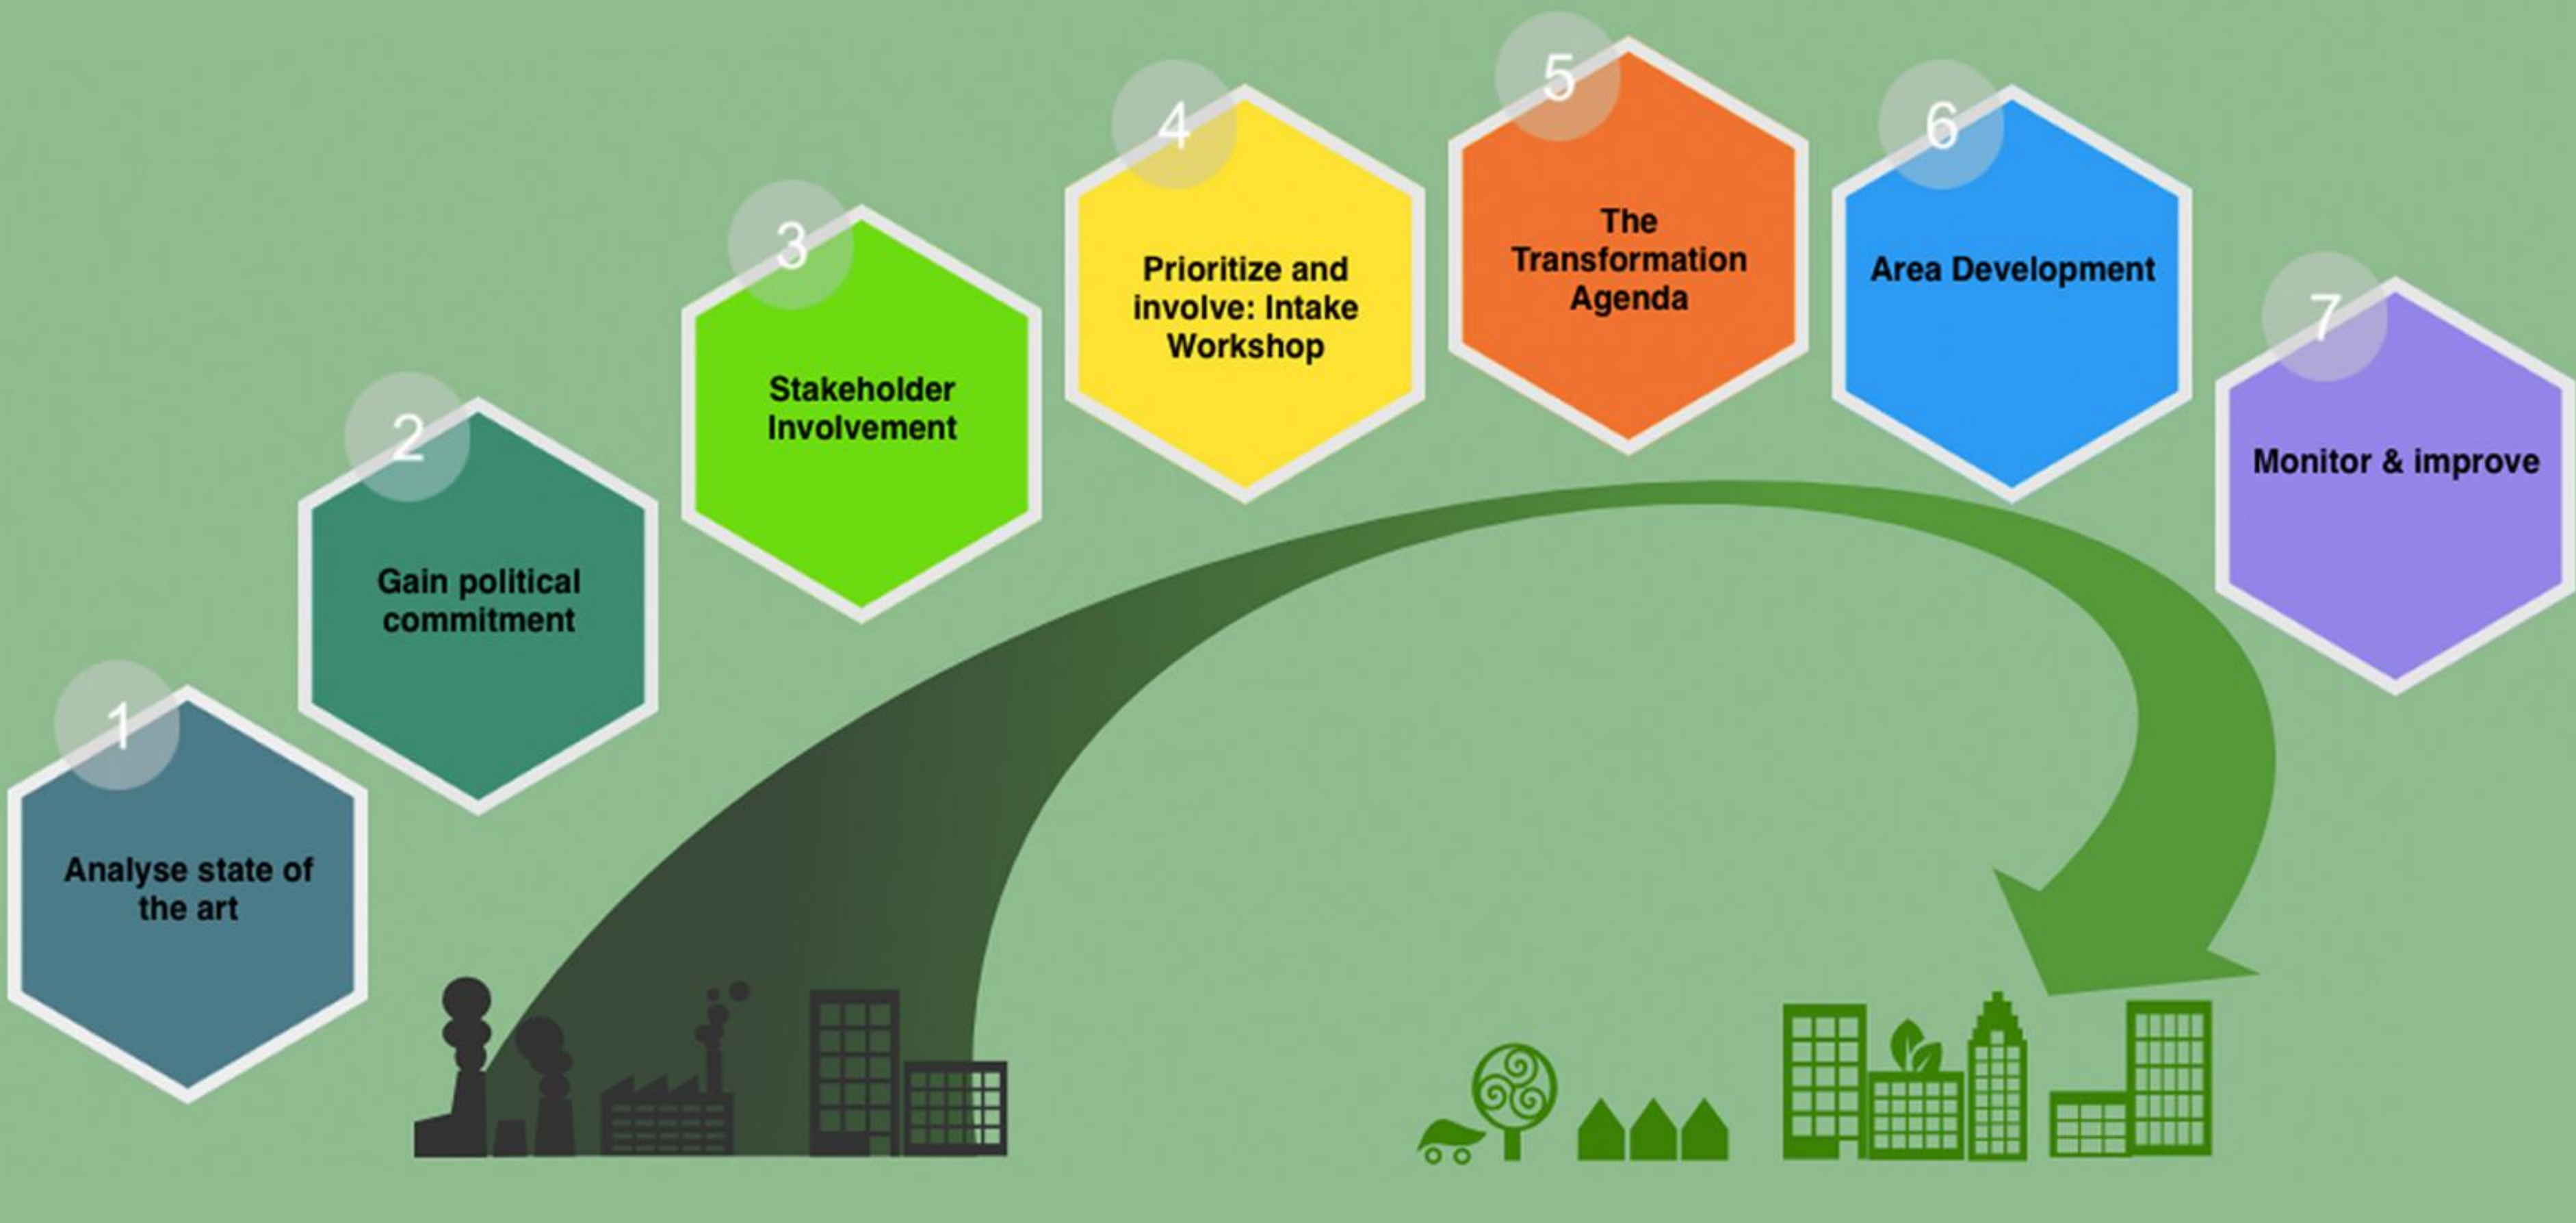 1
Analyse state of
the art
2
Gain political
commitment
3
Stakeholder
Involvement
4
Prioritize and
involve: Intake
Workshop
5
The
Transformation
Agenda
6
Area Development
7
Monitor & improve